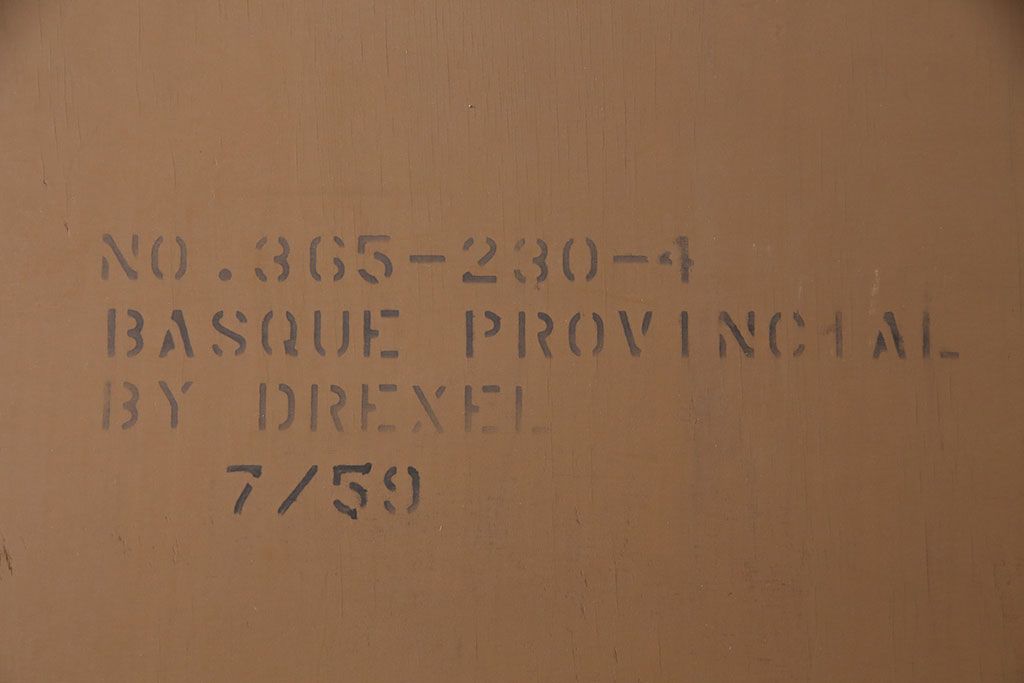 NO.365-230-4
BASQUE PROVINCIAL
BY DREXEL
7/59